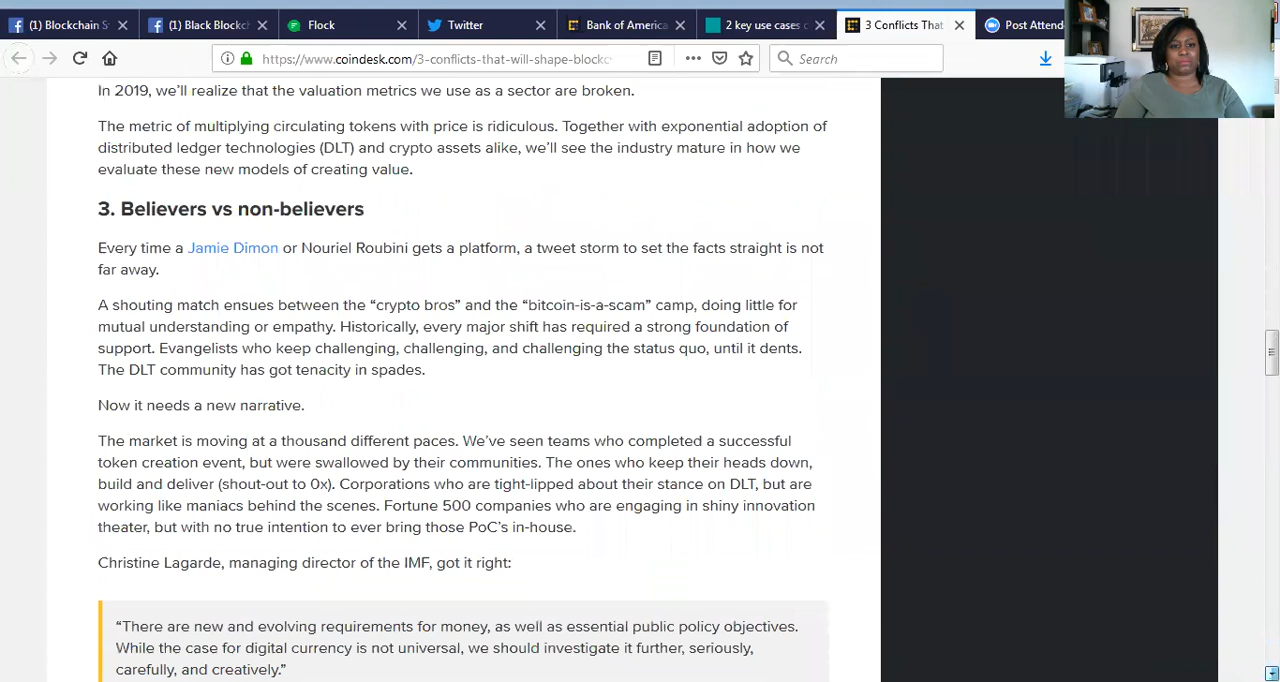 (1) Blockchain S
(1) Black Blockch
Flock
Twitter
Bank of America
2 key use cases c
3 Conflicts That
Post Attend
https://www.coindesk.com/3-conflicts-that-will-shape-blockc
Search
In 2019, we’ll realize that the valuation metrics we use as a sector are broken.
The metric of multiplying circulating tokens with price is ridiculous. Together with exponential adoption of
distributed ledger technologies (DLT) and crypto assets alike, we’ll see the industry mature in how we
evaluate these new models of creating value.
3. Believers vs non-believers
Every time a Jamie Dimon or Nouriel Roubini gets a platform, a tweet storm to set the facts straight is not
far away.
A shouting match ensues between the “crypto bros” and the “bitcoin-is-a-scam” camp, doing little for
mutual understanding or empathy. Historically, every major shift has required a strong foundation of
support. Evangelists who keep challenging, challenging, and challenging the status quo, until it dents.
The DLT community has got tenacity in spades.
Now it needs a new narrative.
The market is moving at a thousand different paces. We’ve seen teams who completed a successful
token creation event, but were swallowed by their communities. The ones who keep their heads down,
build and deliver (shout-out to 0x). Corporations who are tight-lipped about their stance on DLT, but are
working like maniacs behind the scenes. Fortune 500 companies who are engaging in shiny innovation
theater, but with no true intention to ever bring those PoC’s in-house.
Christine Lagarde, managing director of the IMF, got it right:
“There are new and evolving requirements for money, as well as essential public policy objectives.
While the case for digital currency is not universal, we should investigate it further, seriously,
carefully, and creatively.”